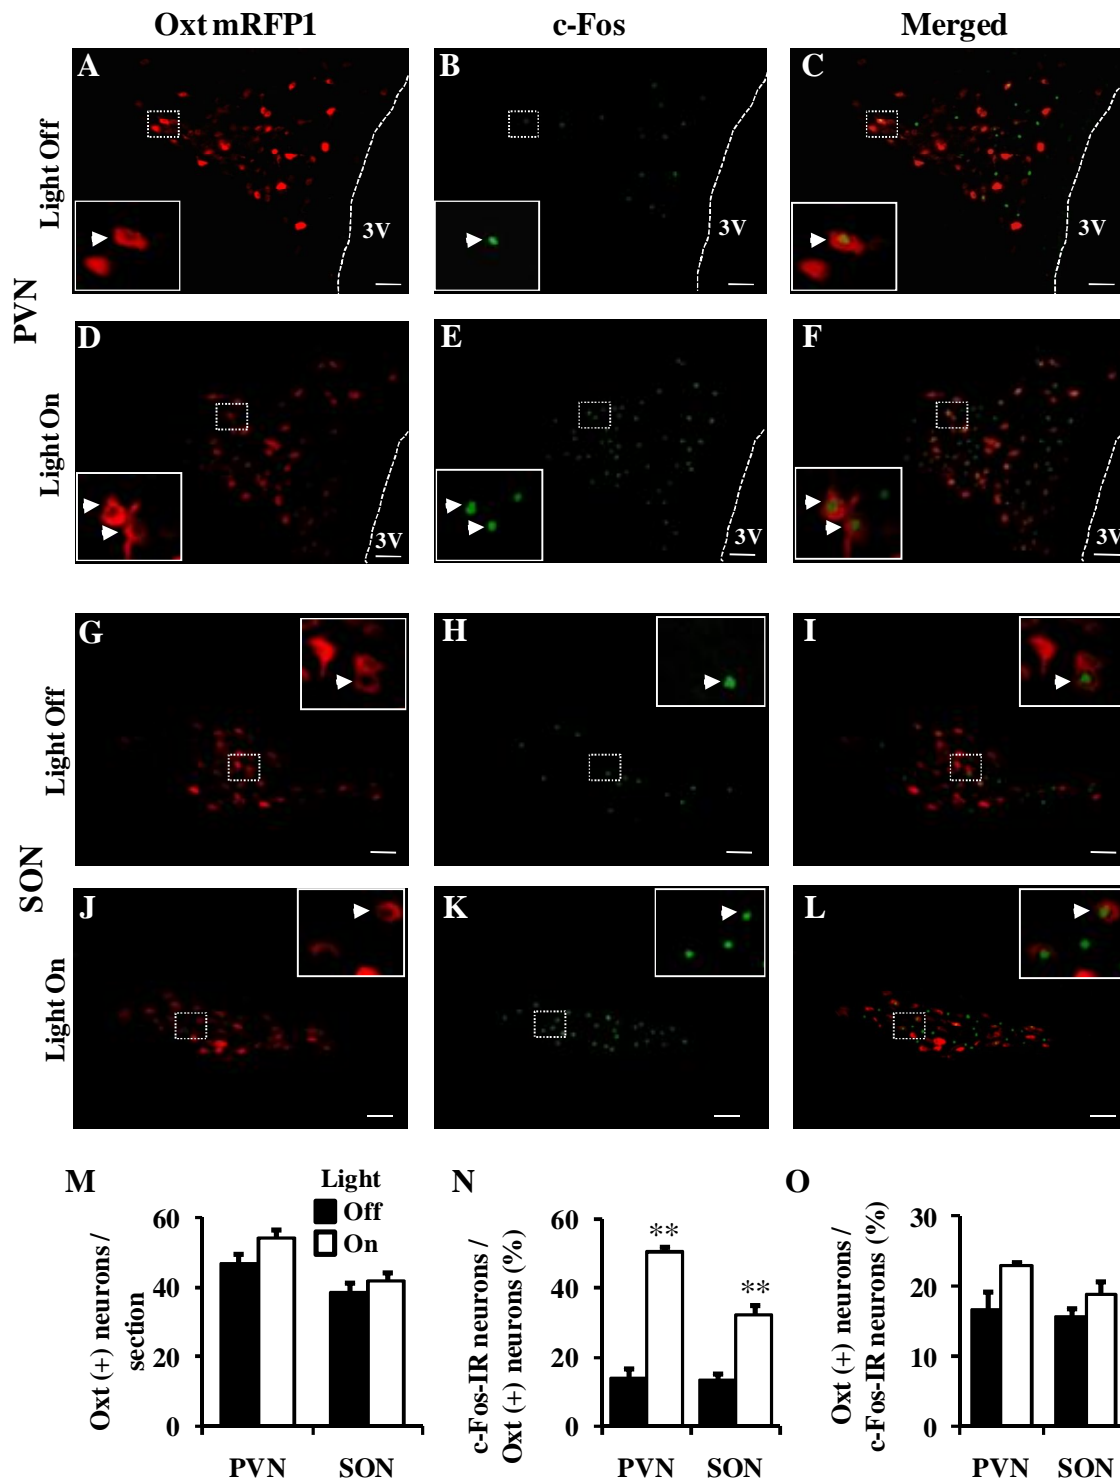 Oxt mRFP1
c-Fos
Merged
PVN
Light Off
A
3V
B
3V
C
3V
Light On
D
3V
E
3V
F
3V
SON
Light Off
G
H
I
Light On
J
K
L
M
Light
Off
On
Oxt (+) neurons /
section
60
40
20
0
PVN
SON
N
c-Fos-IR neurons /
Oxt (+) neurons (%)
60
40
20
0
**
**
PVN
SON
O
Oxt (+) neurons /
c-Fos-IR neurons (%)
30
20
10
0
PVN
SON